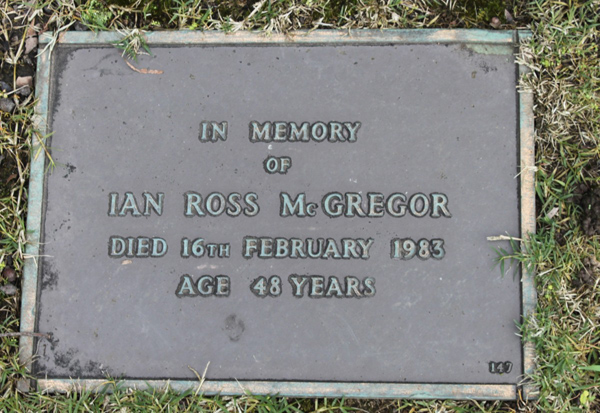 IN MEMORY
OF
IAN ROSS McGREGOR
DIED 16TH FEBRUARY 1983
AGE 48 YEARS
147